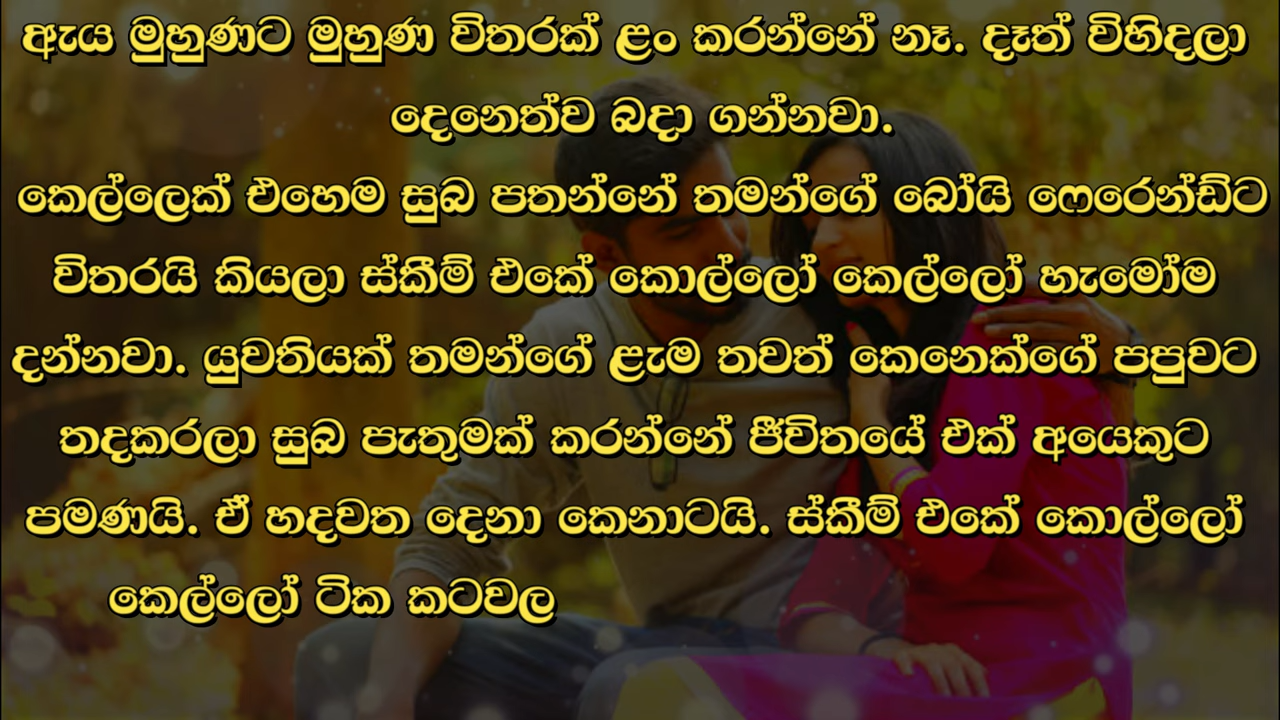 ඇය මුහුණට මුහුණ විතරක් ළං කරන්නේ නෑ. දෑත් විහිදලා
දෙනෙත්ව බදා ගන්නවා.
කෙල්ලෙක් එහෙම සුබ පතන්නේ තමන්ගේ බෝයි ෆෙරෙන්ඩ්ට
විතරයි කියලා ස්කීම් එකේ කොල්ලෝ කෙල්ලෝ හැමෝම
දන්නවා. යුවතියක් තමන්ගේ ළැම තවත් කෙනෙක්ගේ පපුවට
තදකරලා සුබ පැතුමක් කරන්නේ ජීවිතයේ එක් අයෙකුට
පමණයි. ඒ හදවත දෙනා කෙනාටයි. ස්කීම් එකේ කොල්ලෝ
කෙල්ලෝ ටික කටවල